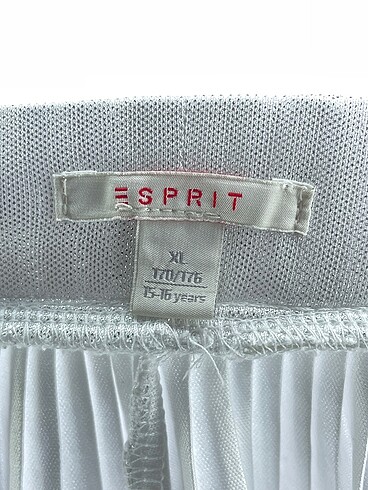 ESPRIT
XL
170/176
15-16 years